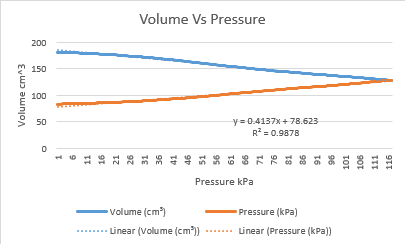 Volume Vs Pressure
Volume cm^3
200
150
100
50
0
y = 0.4137x + 78.623
R² = 0.9878
1 6 11 16 21 26 31 36 41 46 51 56 61 66 71 76 81 86 91 96 101 106 111 116
Pressure kPa
Volume (cm³) Pressure (kPa)
Linear (Volume (cm³)) Linear (Pressure (kPa))